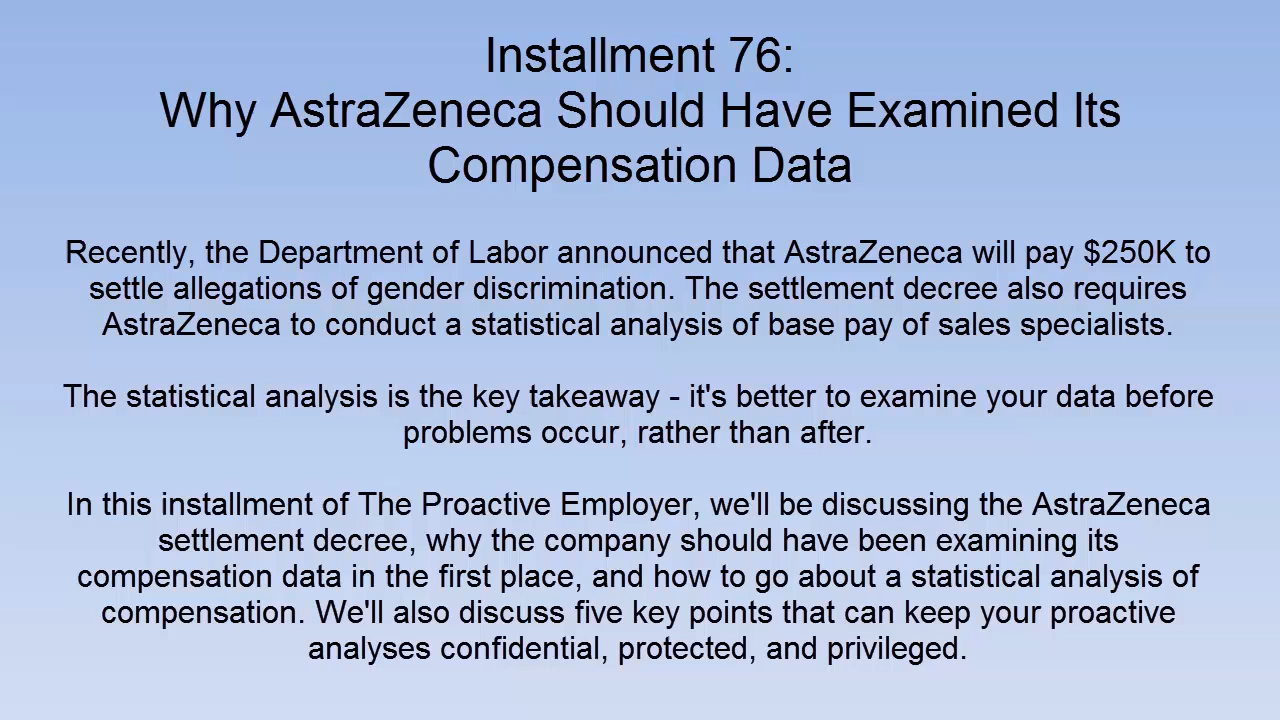 Installment 76:
Why AstraZeneca Should Have Examined Its
Compensation Data
Recently, the Department of Labor announced that AstraZeneca will pay $250K to
settle allegations of gender discrimination. The settlement decree also requires
AstraZeneca to conduct a statistical analysis of base pay of sales specialists.
The statistical analysis is the key takeaway - it's better to examine your data before
problems occur, rather than after.
In this installment of The Proactive Employer, we'll be discussing the AstraZeneca
settlement decree, why the company should have been examining its
compensation data in the first place, and how to go about a statistical analysis of
compensation. We'll also discuss five key points that can keep your proactive
analyses confidential, protected, and privileged.